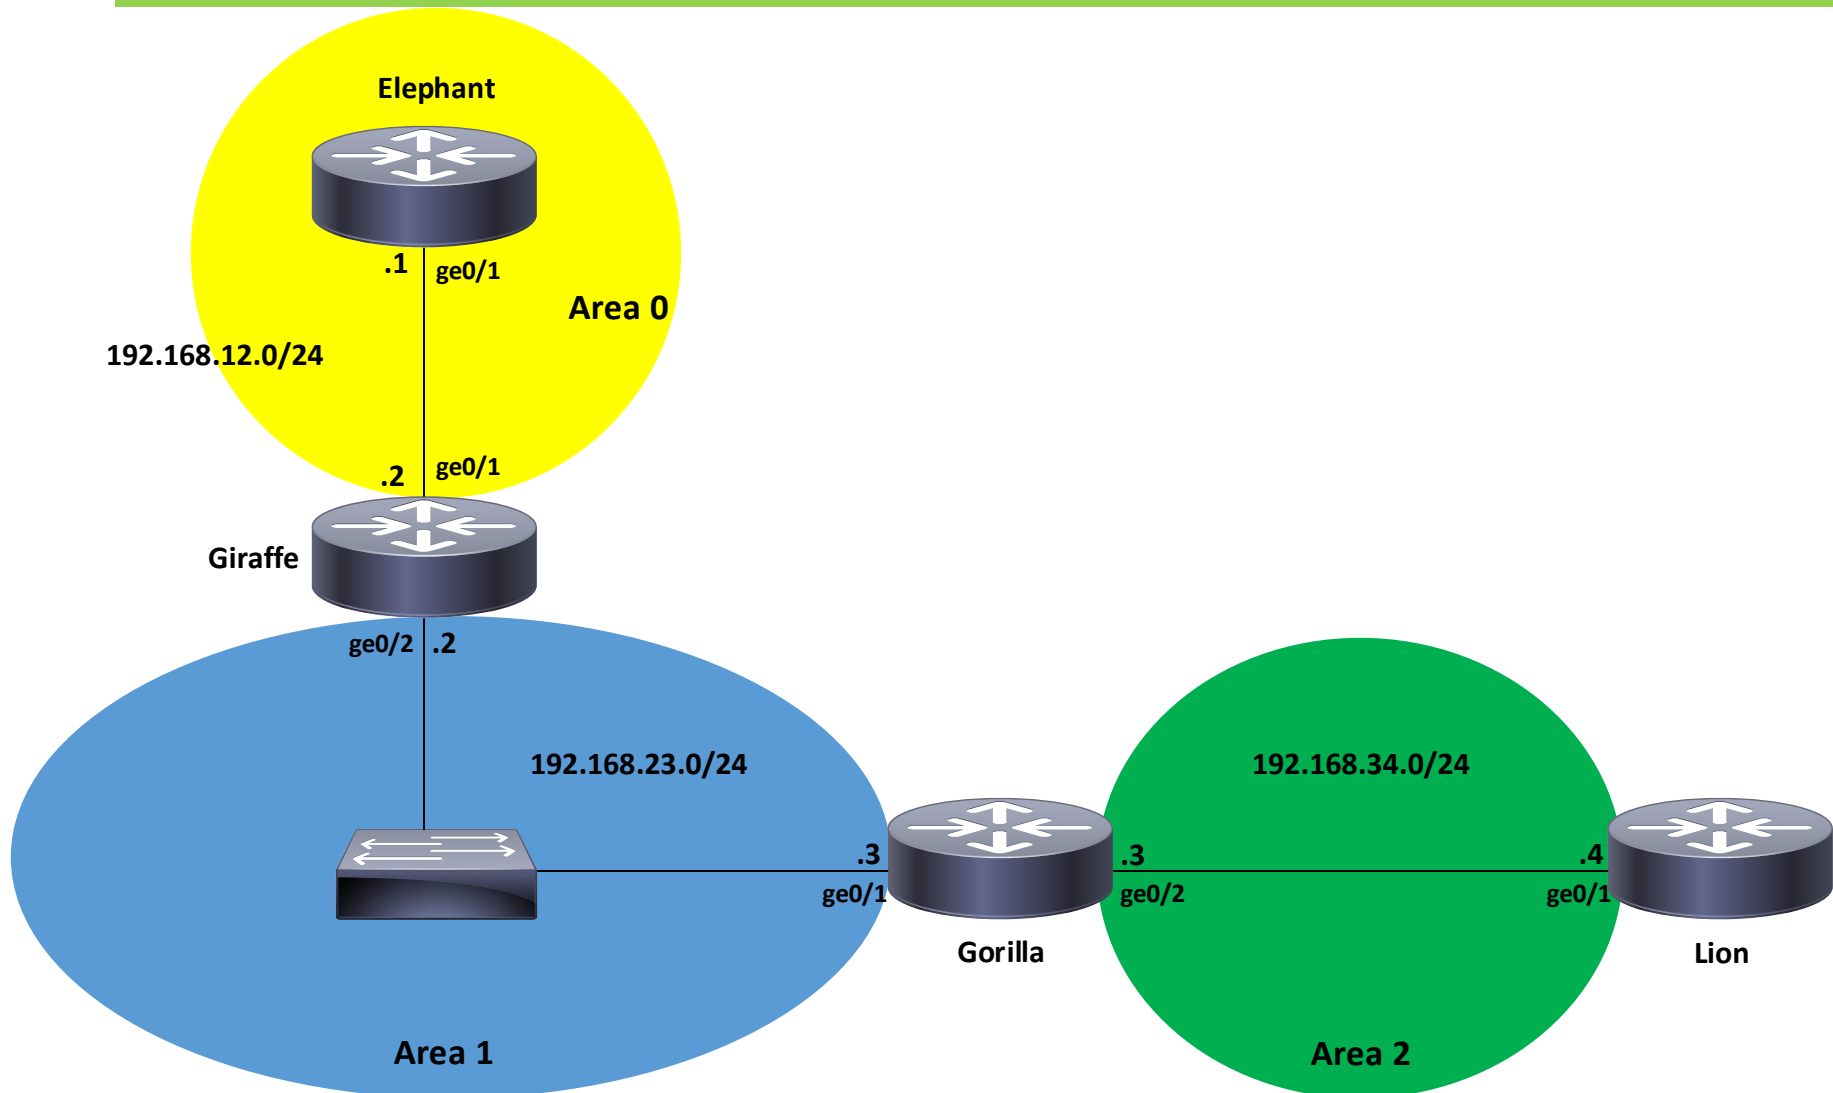 Elephant
.1
ge0/1
Area 0
192.168.12.0/24
.2
ge0/1
Giraffe
ge0/2
.2
192.168.23.0/24
192.168.34.0/24
.3
ge0/1
.3
ge0/2
.4
ge0/1
Gorilla
Lion
Area 1
Area 2